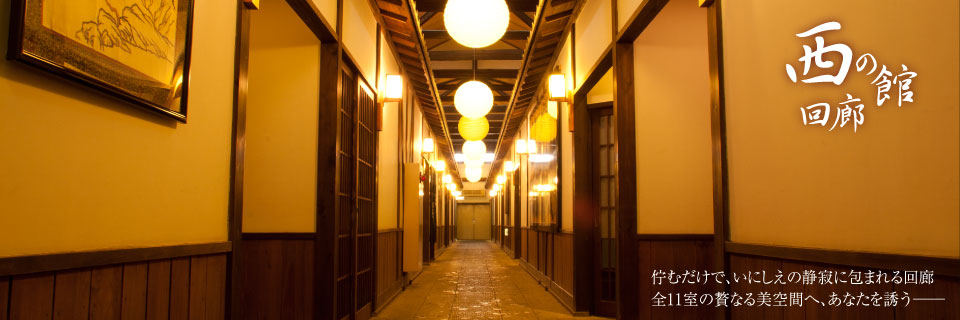 西の館
回廊
佇むだけで、いにしえの静寂に包まれる回廊
全11室の贅なる美空間へ、あなたを誘う——